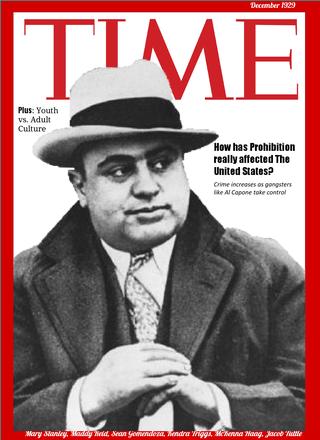 December 1929
TIME
Plus: Youth
vs. Adult
Culture
How has Prohibition
really affected The
United States?
Crime increases as gangsters
like Al Capone take control
Mary Stanley, Maddy Reid, Sean Gomendoza, Kendra Triggs, McKenna Haag, Jacob Tuttle